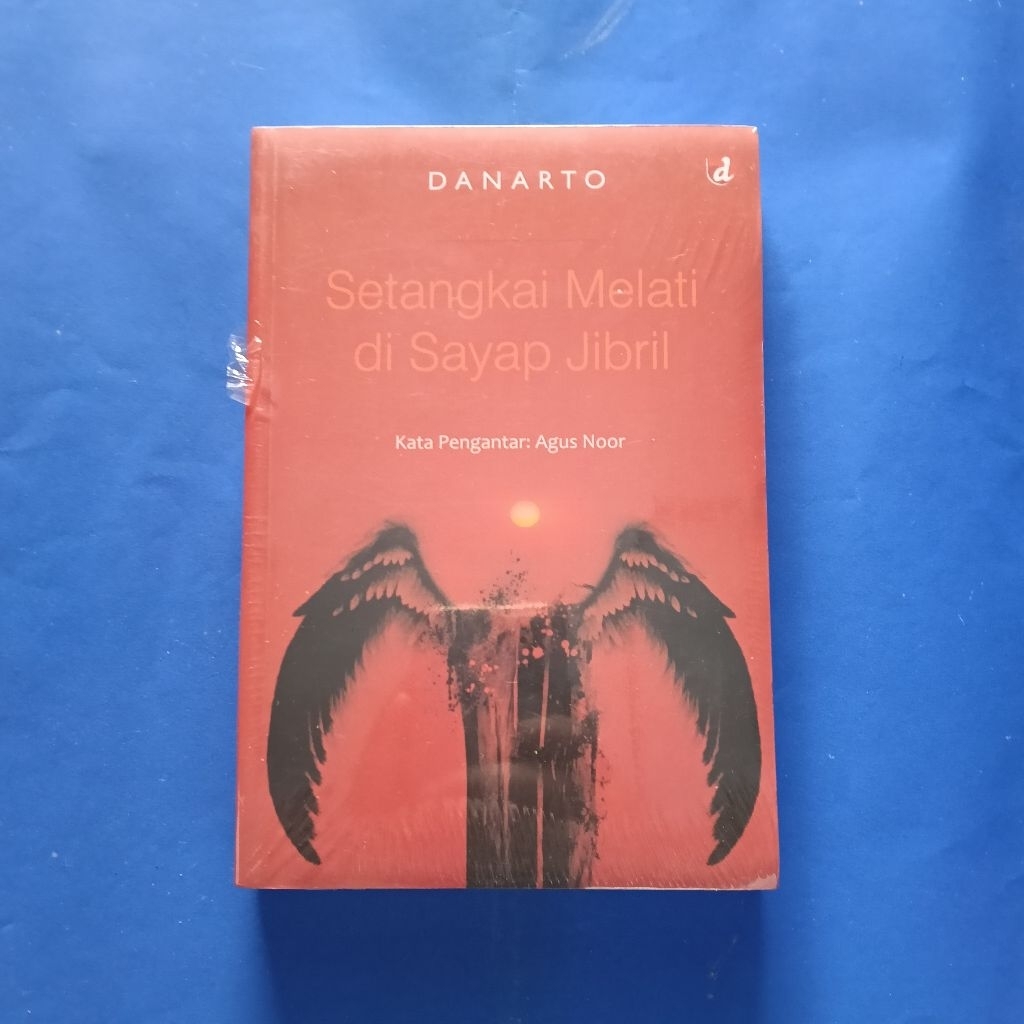 DANARTO
d
Setangkai Melati
di Sayap Jibril
Kata Pengantar: Agus Noor